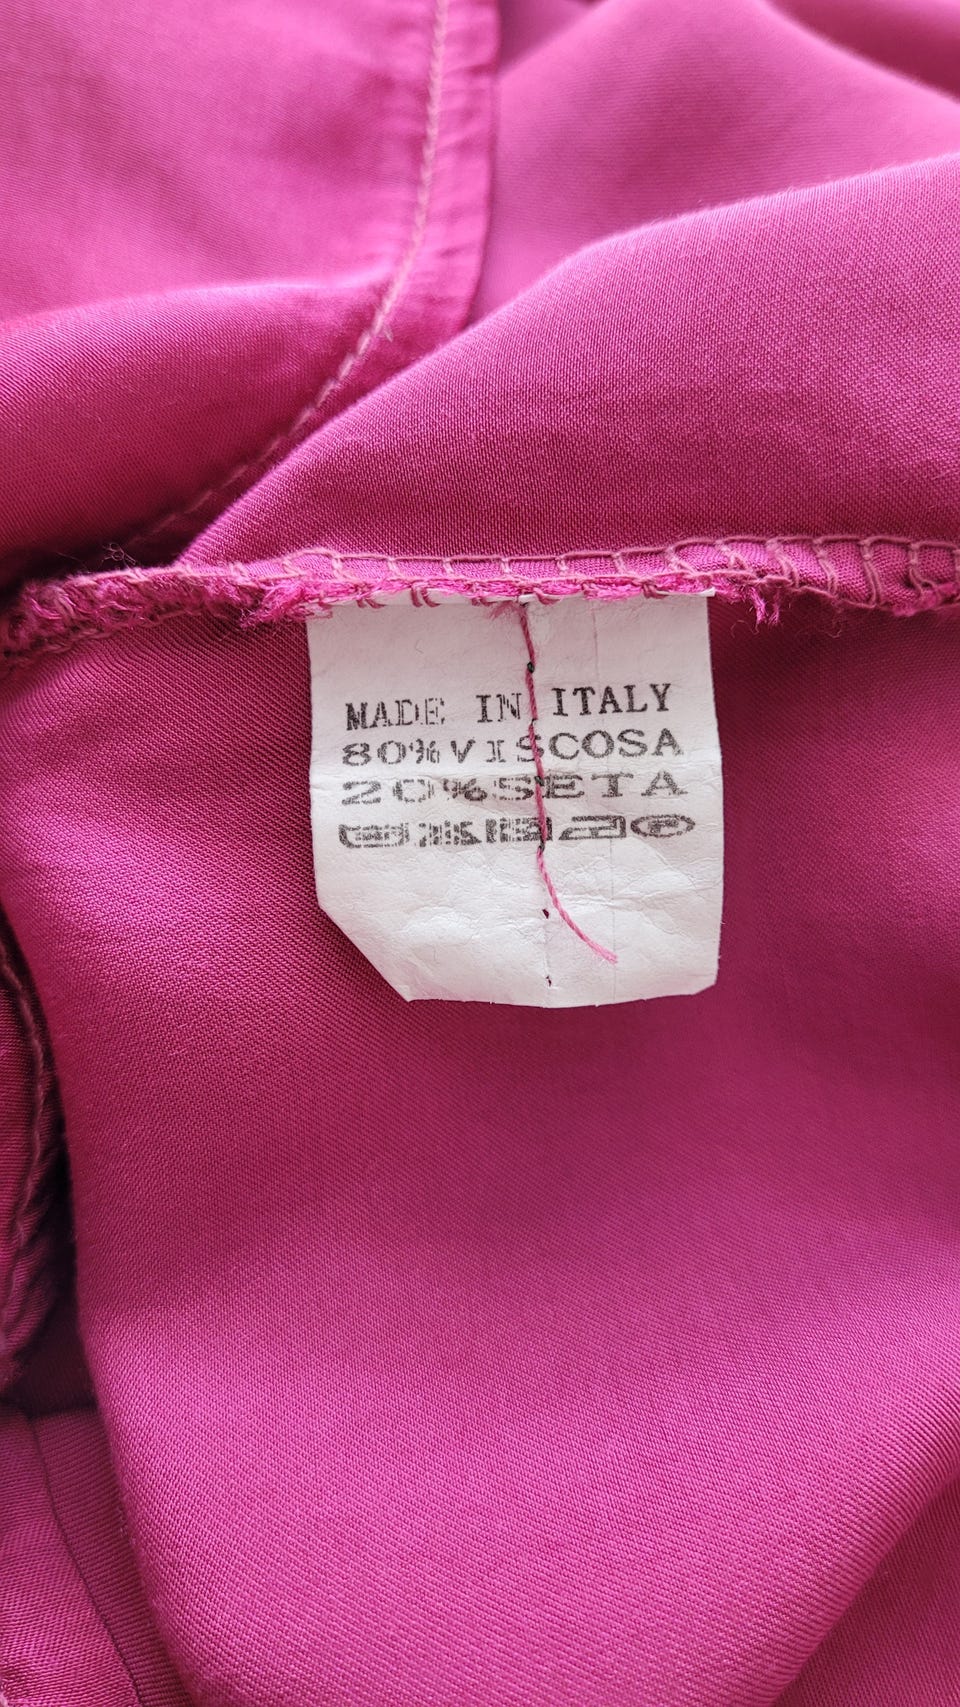 MADE IN ITALY
80% VISCOSA
20% SETA